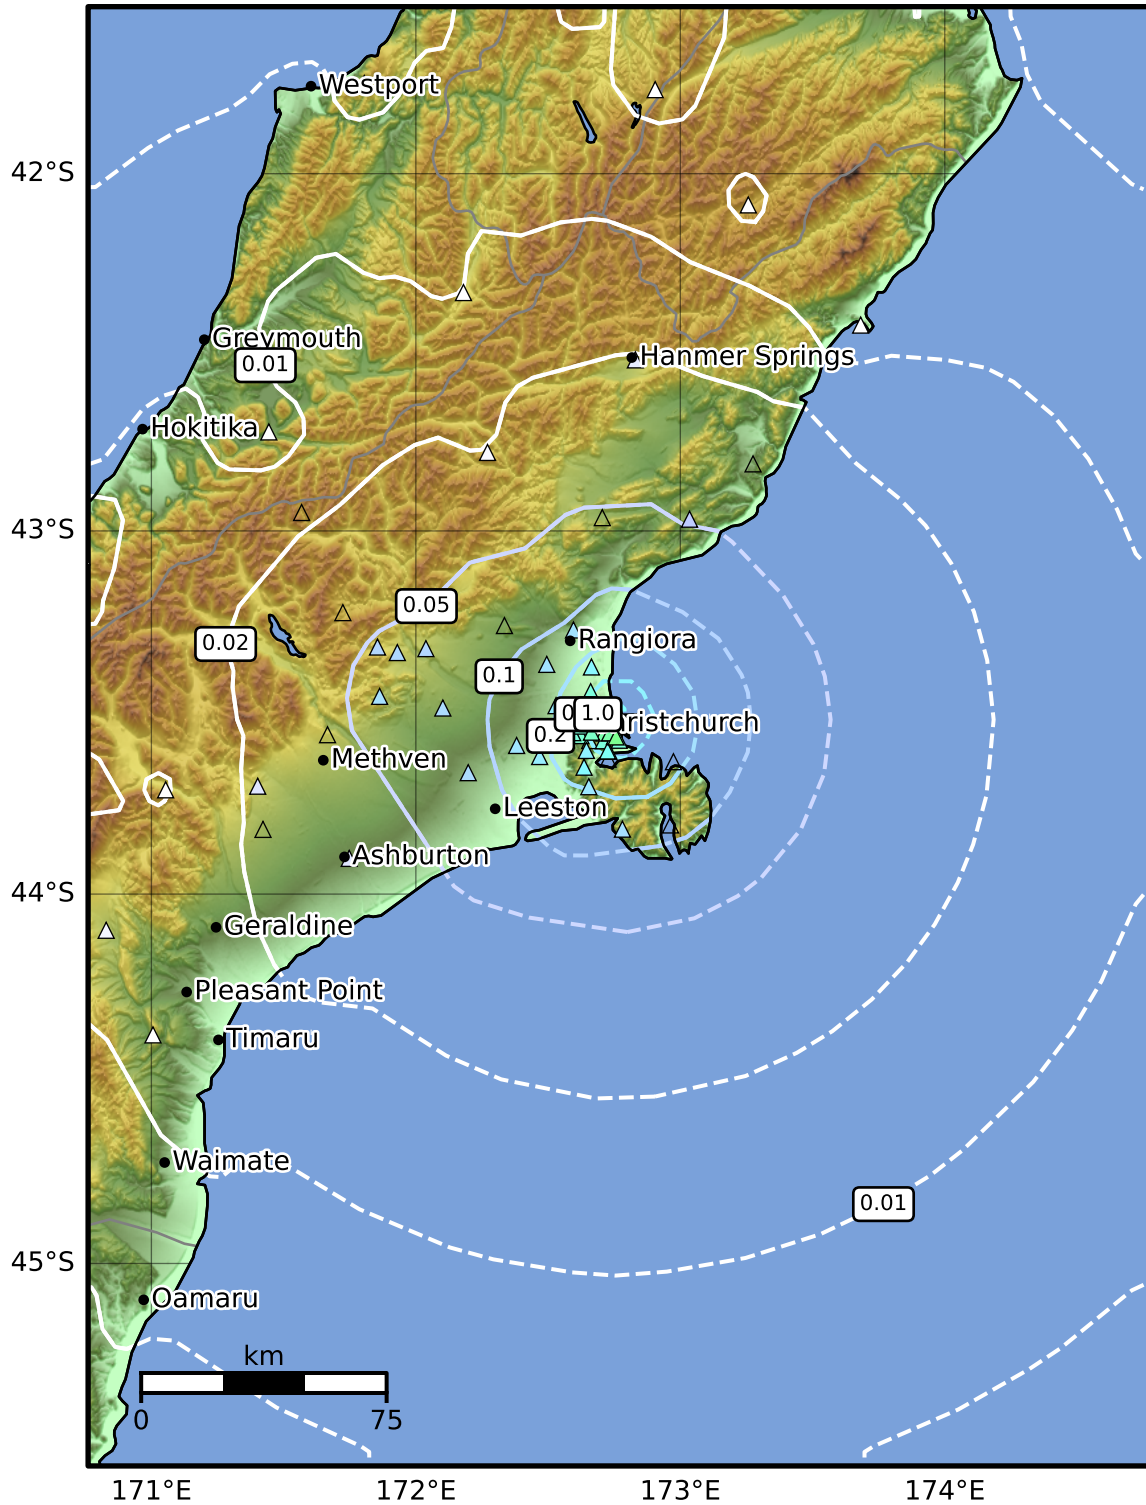 Westport
42°S
Greymouth
0.01
Hanmer Springs
Hokitika
43°S
0.05
0.02
Rangiora
0.1
1.0
ristchurch
0.2
Methven
Leeston
Ashburton
44°S
Geraldine
Pleasant Point
Timaru
Waimate
0.01
45°S
Oamaru
km
0 75
171°E 172°E 173°E 174°E